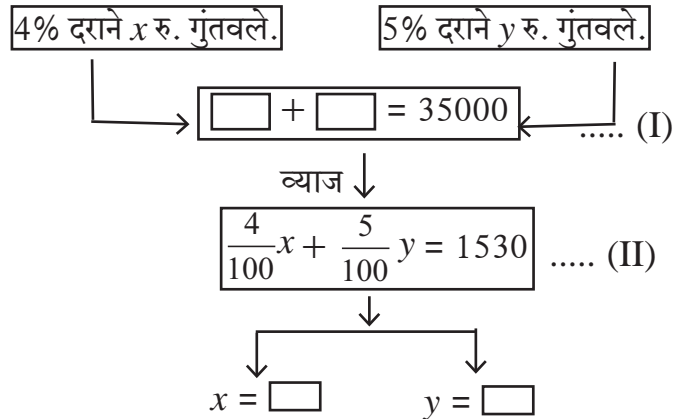 4% दराने x रु. गुंतवले. 5% दराने y रु. गुंतवले.
□ + □ = 35000 ..... (I)
व्याज
4/100 x + 5/100 y = 1530 ..... (II)
x = □ y = □